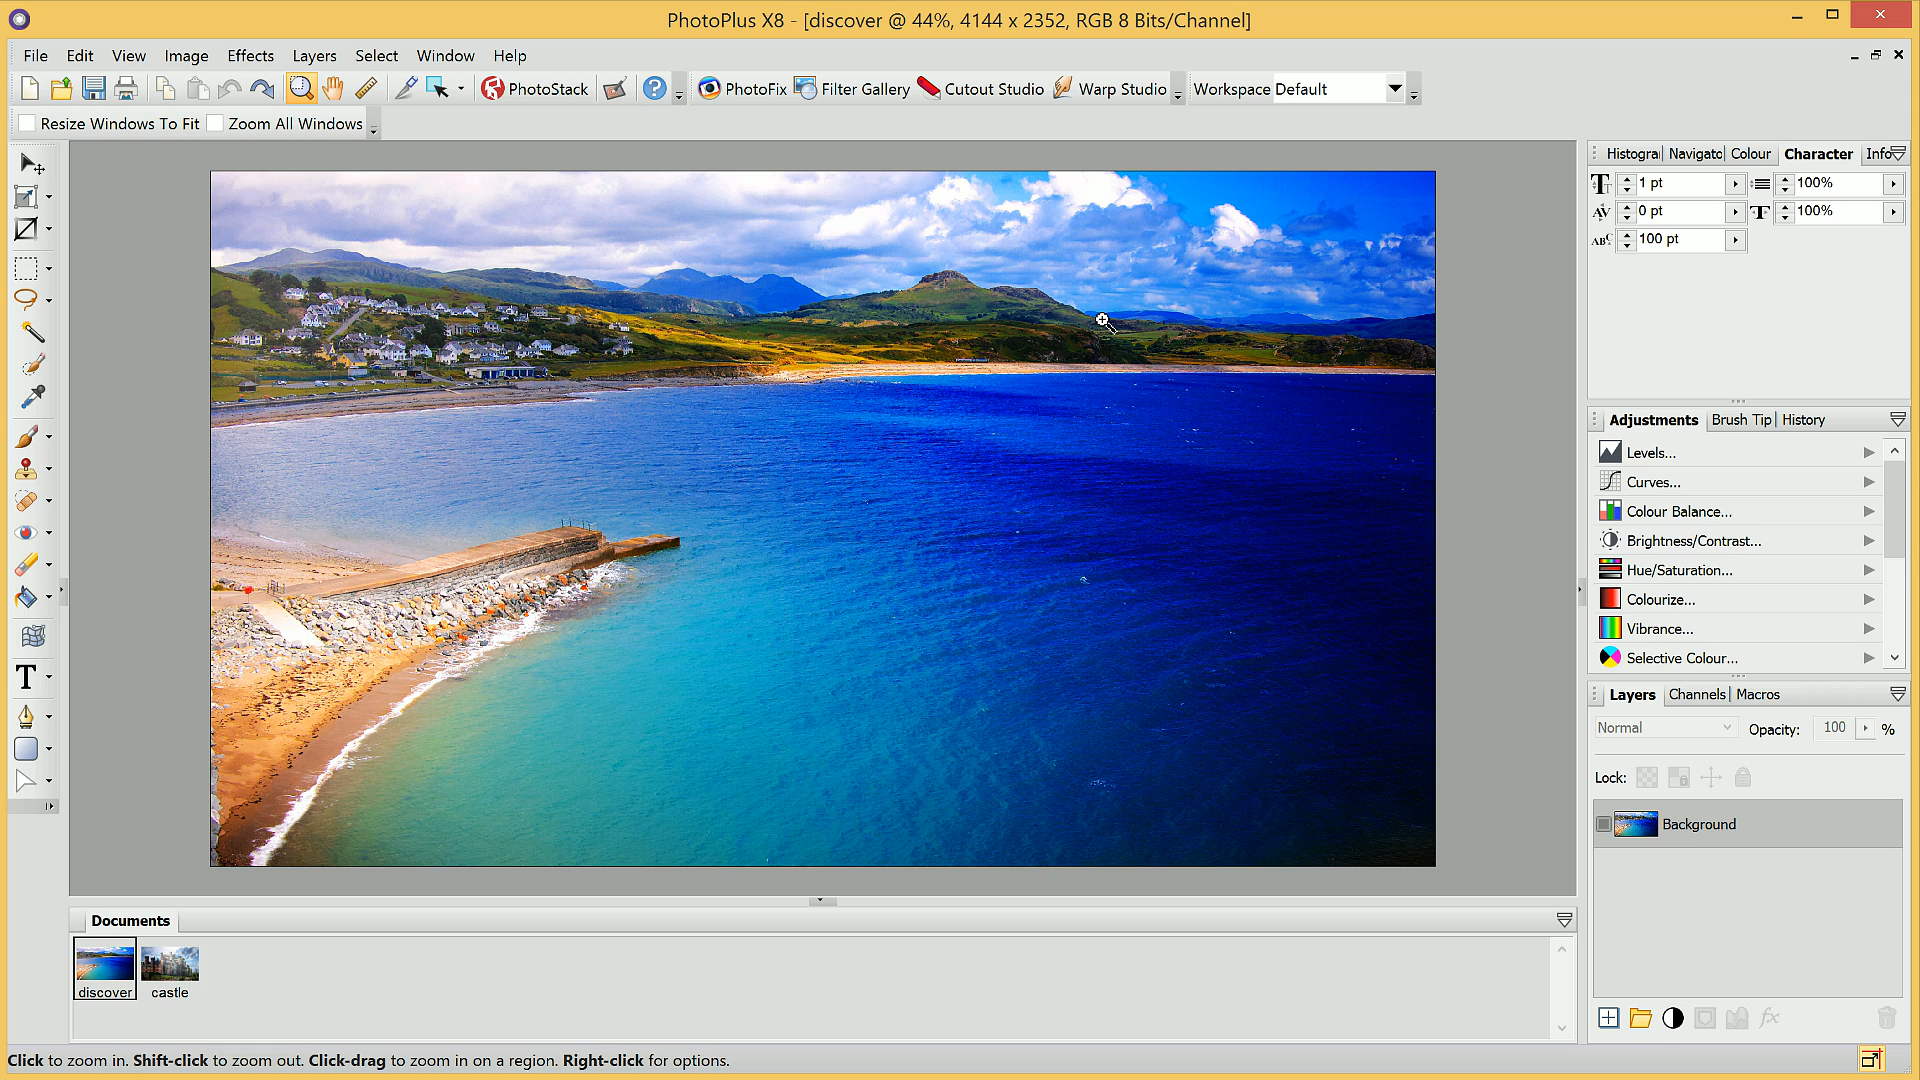 PhotoPlus X8 - [discover @ 44%, 4144 x 2352, RGB 8 Bits/Channel]
File Edit View Image Effects Layers Select Window Help
PhotoStack PhotoFix Filter Gallery Cutout Studio Warp Studio Workspace Default
Resize Windows To Fit Zoom All Windows
Histogra Navigato Colour Character Info
1 pt 100%
0 pt 100%
100 pt
Adjustments Brush Tip History
Levels...
Curves...
Colour Balance...
Brightness/Contrast...
Hue/Saturation...
Colourize...
Vibrance...
Selective Colour...
Layers Channels Macros
Normal Opacity: 100 %
Lock:
Background
Documents
discover castle
Click to zoom in. Shift-click to zoom out. Click-drag to zoom in on a region. Right-click for options.